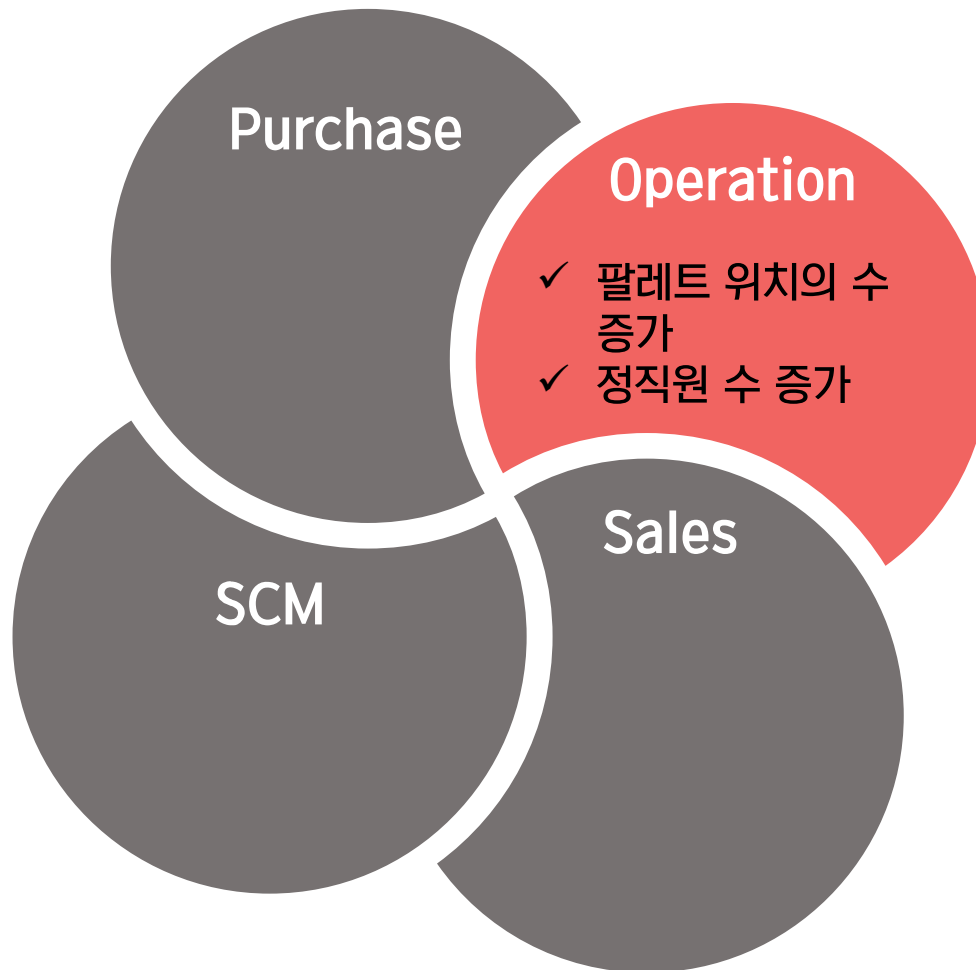 Purchase
Operation
✓ 팔레트 위치의 수
증가
✓ 정직원 수 증가
Sales
SCM